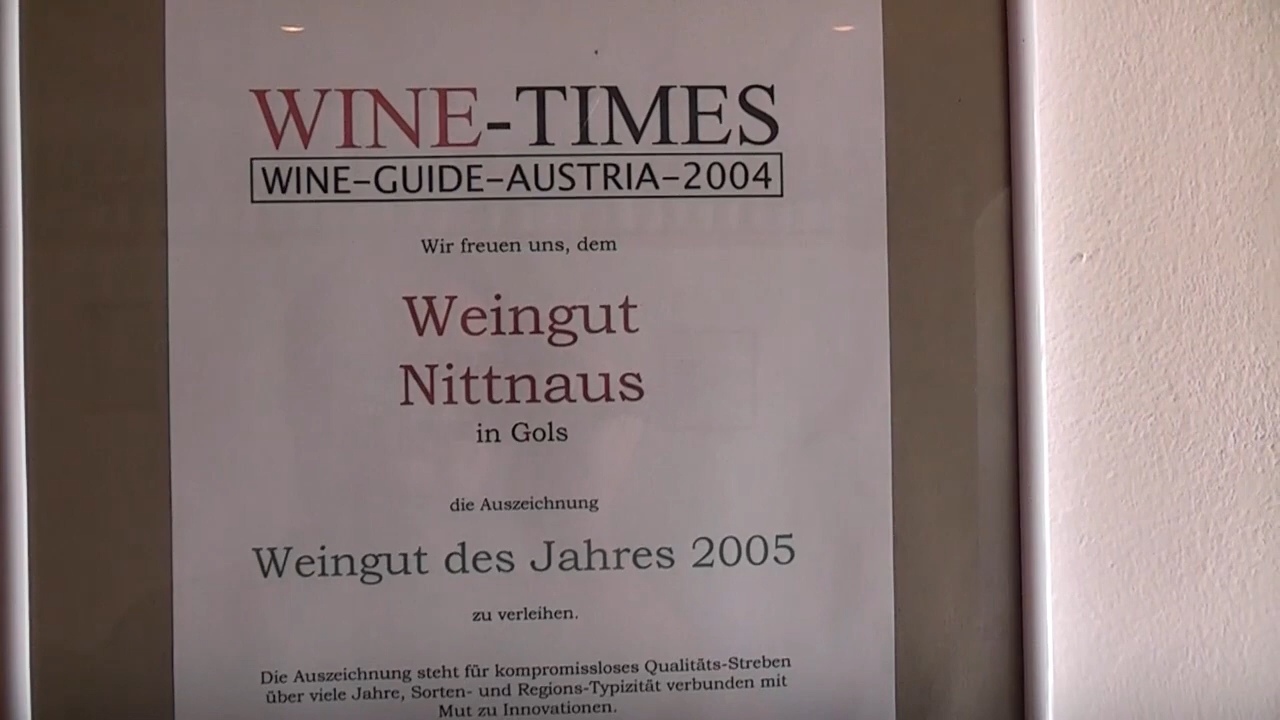 WINE-TIMES
WINE-GUIDE-AUSTRIA-2004
Wir freuen uns, dem
Weingut
Nittnaus
in Gols
die Auszeichnung
Weingut des Jahres 2005
zu verleihen.
Die Auszeichnung steht für kompromissloses Qualitäts-Streben
über viele Jahre, Sorten- und Regions-Typizität verbunden mit
Mut zu Innovationen.